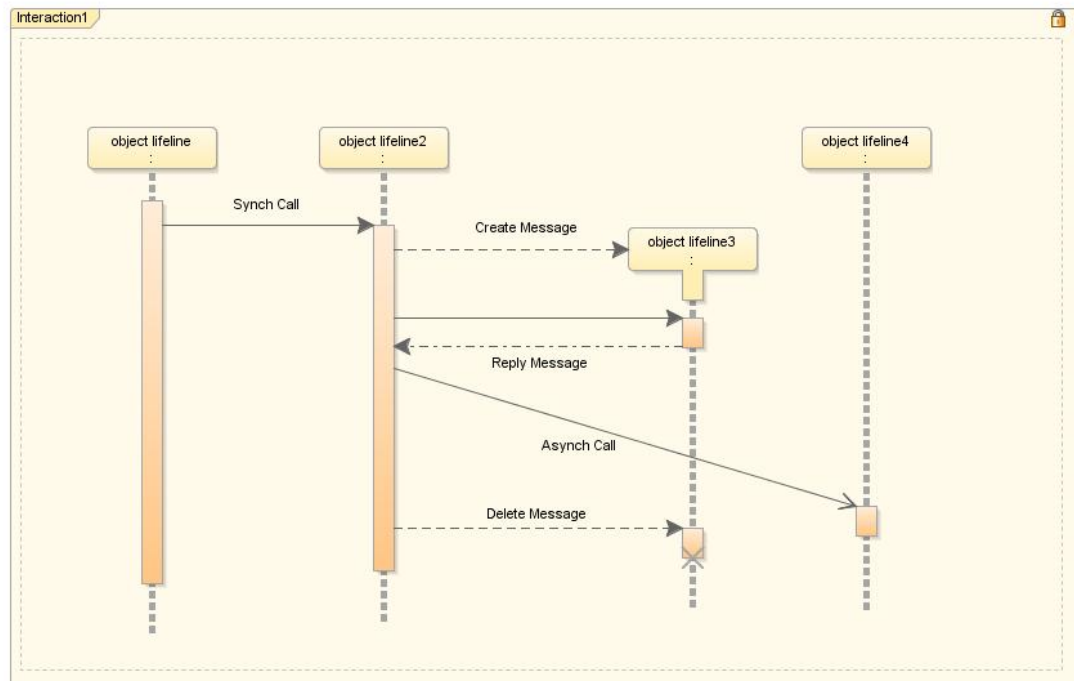 Interaction1
object lifeline
:
object lifeline2
:
object lifeline4
:
Synch Call
Create Message
object lifeline3
:
Reply Message
Asynch Call
Delete Message